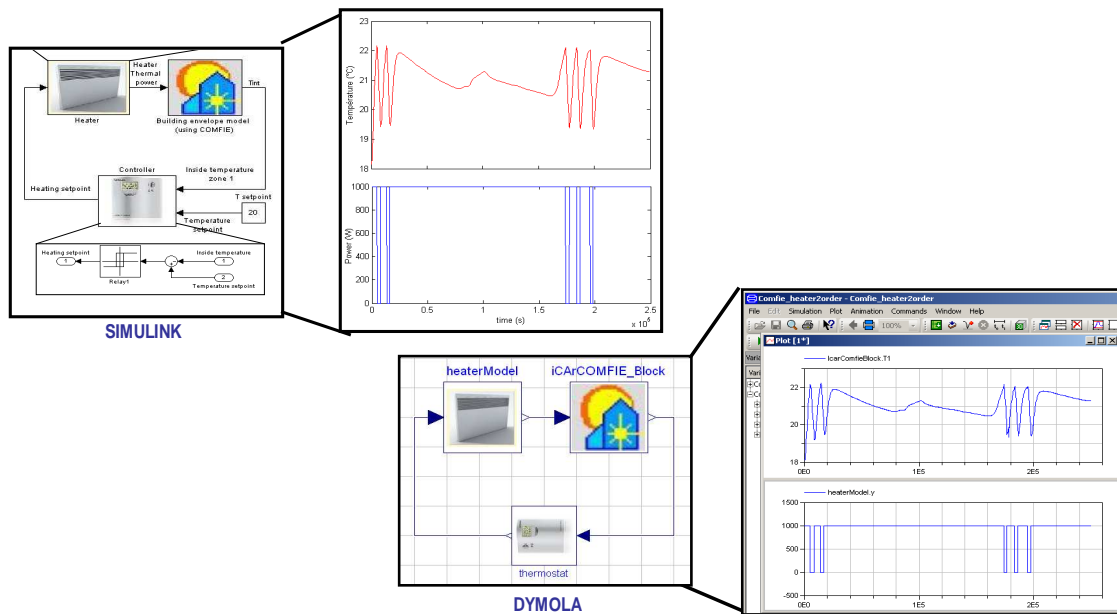 Heater
Thermal
power
Tint
Heater
Building envelope model
(using COMFIE)
Controller
Heating setpoint
Inside temperature
zone 1
T setpoint
20
Temperature
setpoint
Heating setpoint
1
Relay1
Inside temperature
1
2
Temperature setpoint
SIMULINK
23
22
21
20
19
18
Température (°C)
1000
800
600
400
200
0
Power (W)
0
0.5
1
1.5
2
2.5
time (s)
x 10
heaterModel
iCArCOMFIE_Block
thermostat
DYMOLA
Comfie_heater2order - Comfie_heater2order
File Edit Simulation Plot Animation Commands Window Help
100%
Plot [1*]
IcarComfieBlock.T1
22
20
18
0E0
1E5
2E5
heaterModel.y
1500
1000
500
0
-500
0E0
1E5
2E5